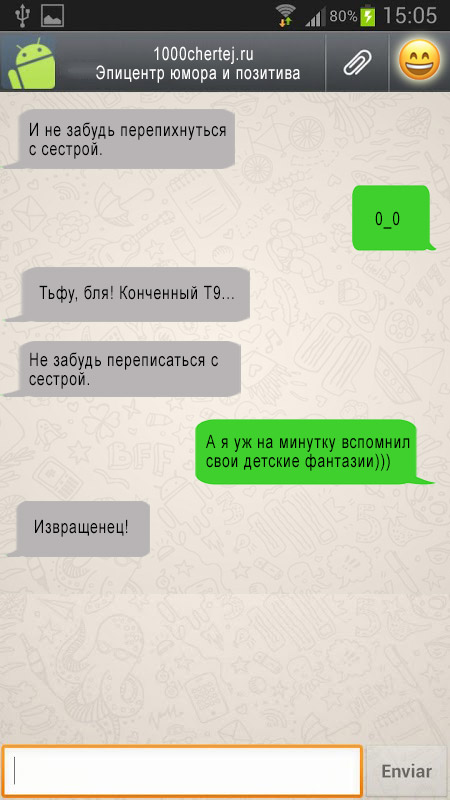 80% 15:05
1000chertej.ru
Эпицентр юмора и позитива
И не забудь перепихнуться
с сестрой.
0_0
Тьфу, бля! Конченный Т9...
Не забудь переписаться с
сестрой.
А я уж на минутку вспомнил
свои детские фантазии)))
Извращенец!
Enviar